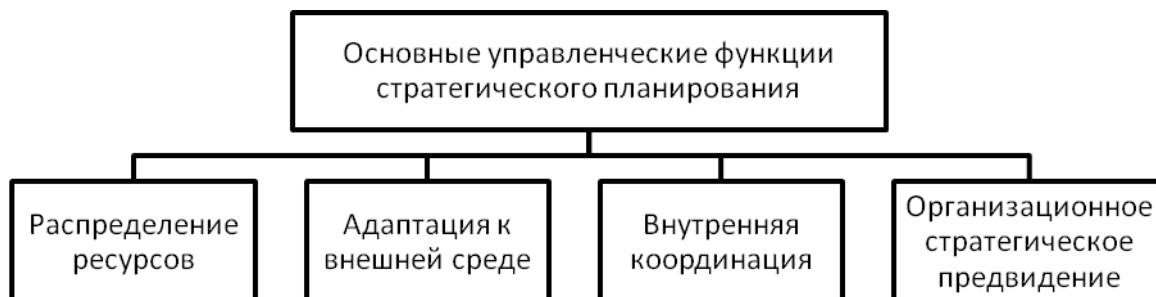 Основные управленческие функции
стратегического планирования
Распределение
ресурсов
Адаптация к
внешней среде
Внутренняя
координация
Организационное
стратегическое
предвидение